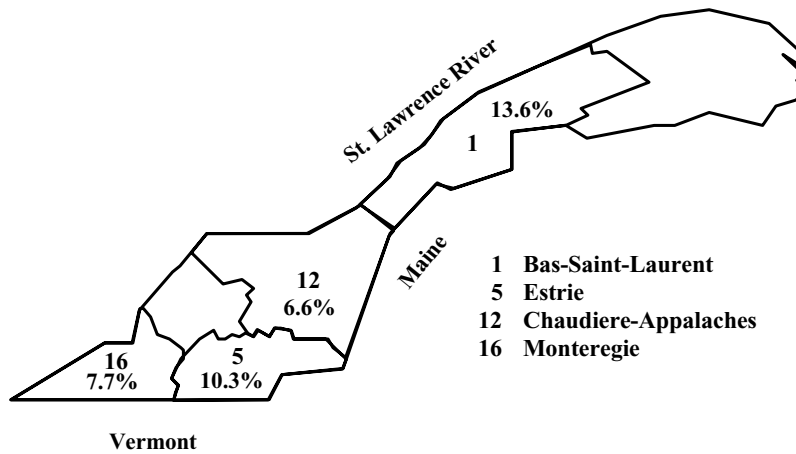 St. Lawrence River
13.6%
1
Maine
12
6.6%
1 Bas-Saint-Laurent
5 Estrie
12 Chaudiere-Appalaches
16 Monteregie
16
7.7%
5
10.3%
Vermont